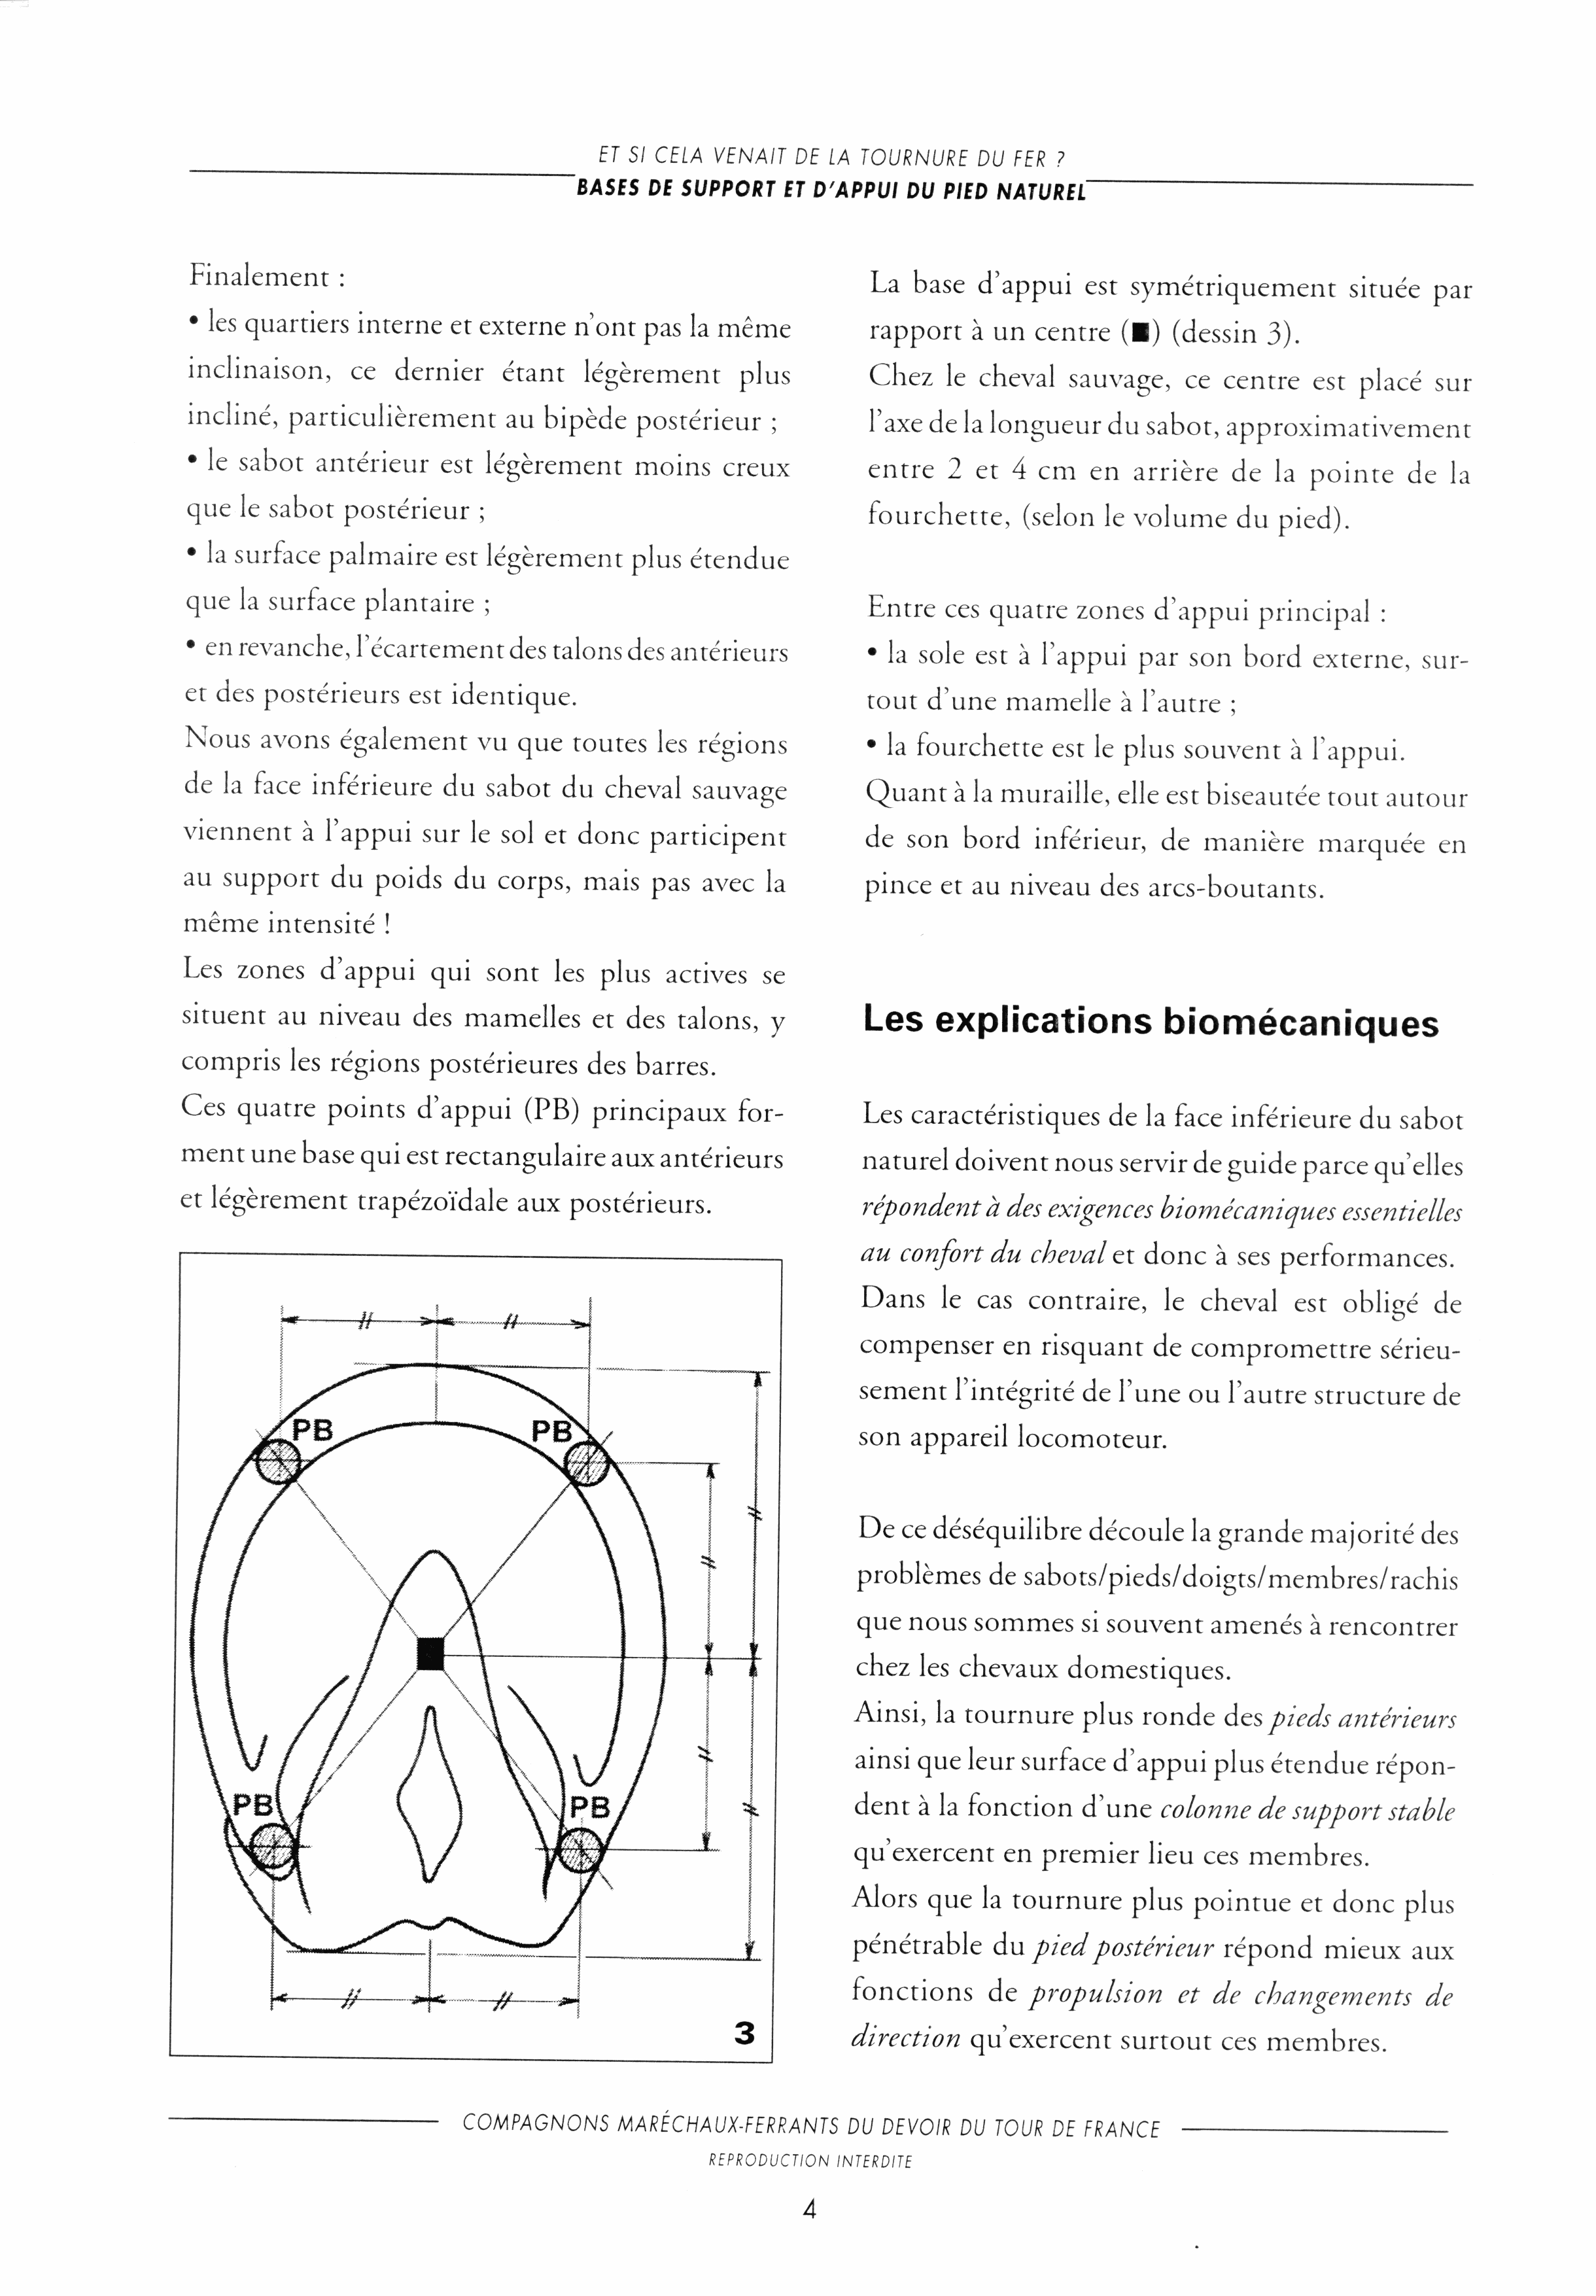 ET SI CELA VENAIT DE LA TOURNURE DU FER ?
BASES DE SUPPORT ET D'APPUI DU PIED NATUREL
Finalement :
• les quartiers interne et externe n'ont pas la même
inclinaison, ce dernier étant légèrement plus
incliné, particulièrement au bipède postérieur ;
• le sabot antérieur est légèrement moins creux
que le sabot postérieur ;
• la surface palmaire est légèrement plus étendue
que la surface plantaire ;
• en revanche, l'écartement des talons des antérieurs
et des postérieurs est identique.
Nous avons également vu que toutes les régions
de la face inférieure du sabot du cheval sauvage
viennent à l'appui sur le sol et donc participent
au support du poids du corps, mais pas avec la
même intensité !
Les zones d'appui qui sont les plus actives se
situent au niveau des mamelles et des talons, y
compris les régions postérieures des barres.
Ces quatre points d'appui (PB) principaux for-
ment une base qui est rectangulaire aux antérieurs
et légèrement trapézoïdale aux postérieurs.
PB
PB
PB
PB
3
La base d'appui est symétriquement située par
rapport à un centre (■) (dessin 3).
Chez le cheval sauvage, ce centre est placé sur
l'axe de la longueur du sabot, approximativement
entre 2 et 4 cm en arrière de la pointe de la
fourchette, (selon le volume du pied).
Entre ces quatre zones d'appui principal :
• la sole est à l'appui par son bord externe, sur-
tout d'une mamelle à l'autre ;
• la fourchette est le plus souvent à l'appui.
Quant à la muraille, elle est biseautée tout autour
de son bord inférieur, de manière marquée en
pince et au niveau des arcs-boutants.
Les explications biomécaniques
Les caractéristiques de la face inférieure du sabot
naturel doivent nous servir de guide parce qu'elles
répondent à des exigences biomécaniques essentielles
au confort du cheval et donc à ses performances.
Dans le cas contraire, le cheval est obligé de
compenser en risquant de compromettre sérieu-
sement l'intégrité de l'une ou l'autre structure de
son appareil locomoteur.
De ce déséquilibre découle la grande majorité des
problèmes de sabots/pieds/doigts/membres/rachis
que nous sommes si souvent amenés à rencontrer
chez les chevaux domestiques.
Ainsi, la tournure plus ronde des pieds antérieurs
ainsi que leur surface d'appui plus étendue répon-
dent à la fonction d'une colonne de support stable
qu'exercent en premier lieu ces membres.
Alors que la tournure plus pointue et donc plus
pénétrable du pied postérieur répond mieux aux
fonctions de propulsion et de changements de
direction qu'exercent surtout ces membres.
COMPAGNONS MARÉCHAUX-FERRANTS DU DEVOIR DU TOUR DE FRANCE
REPRODUCTION INTERDITE
4